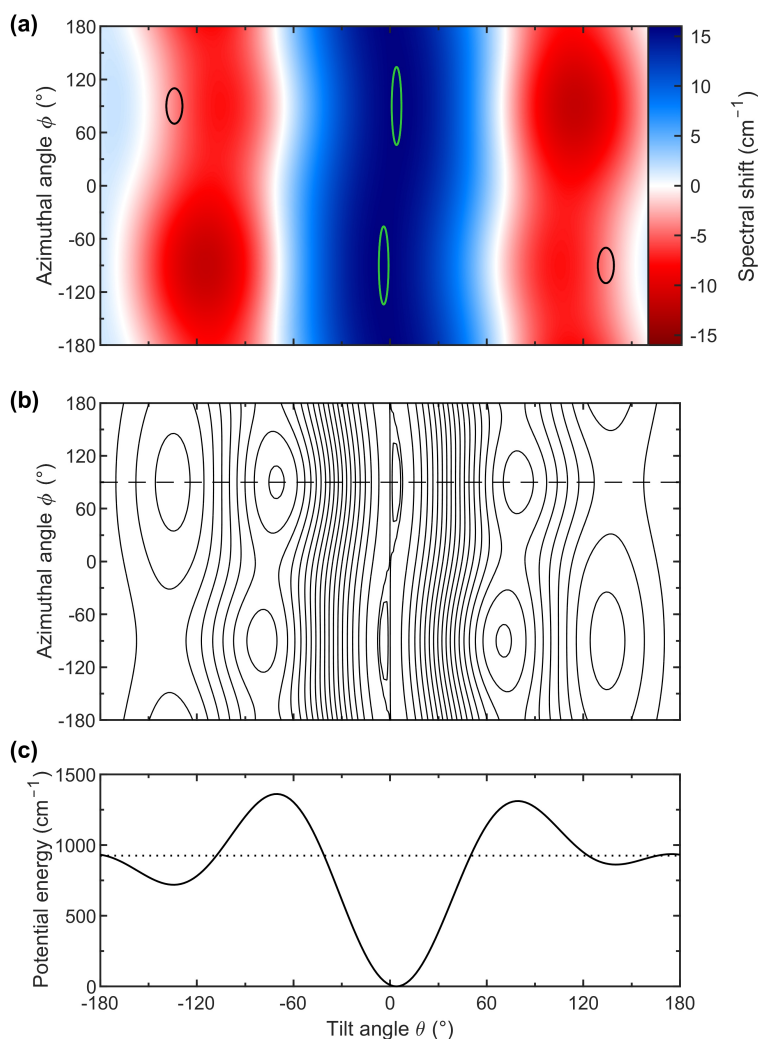 (a)
180
120
60
0
-60
-120
-180
Azimuthal angle ϕ (°)
15
10
5
0
-5
-10
-15
Spectral shift (cm⁻¹)
(b)
180
120
60
0
-60
-120
-180
Azimuthal angle ϕ (°)
(c)
1500
1000
500
0
Potential energy (cm⁻¹)
-180 -120 -60 0 60 120 180
Tilt angle θ (°)